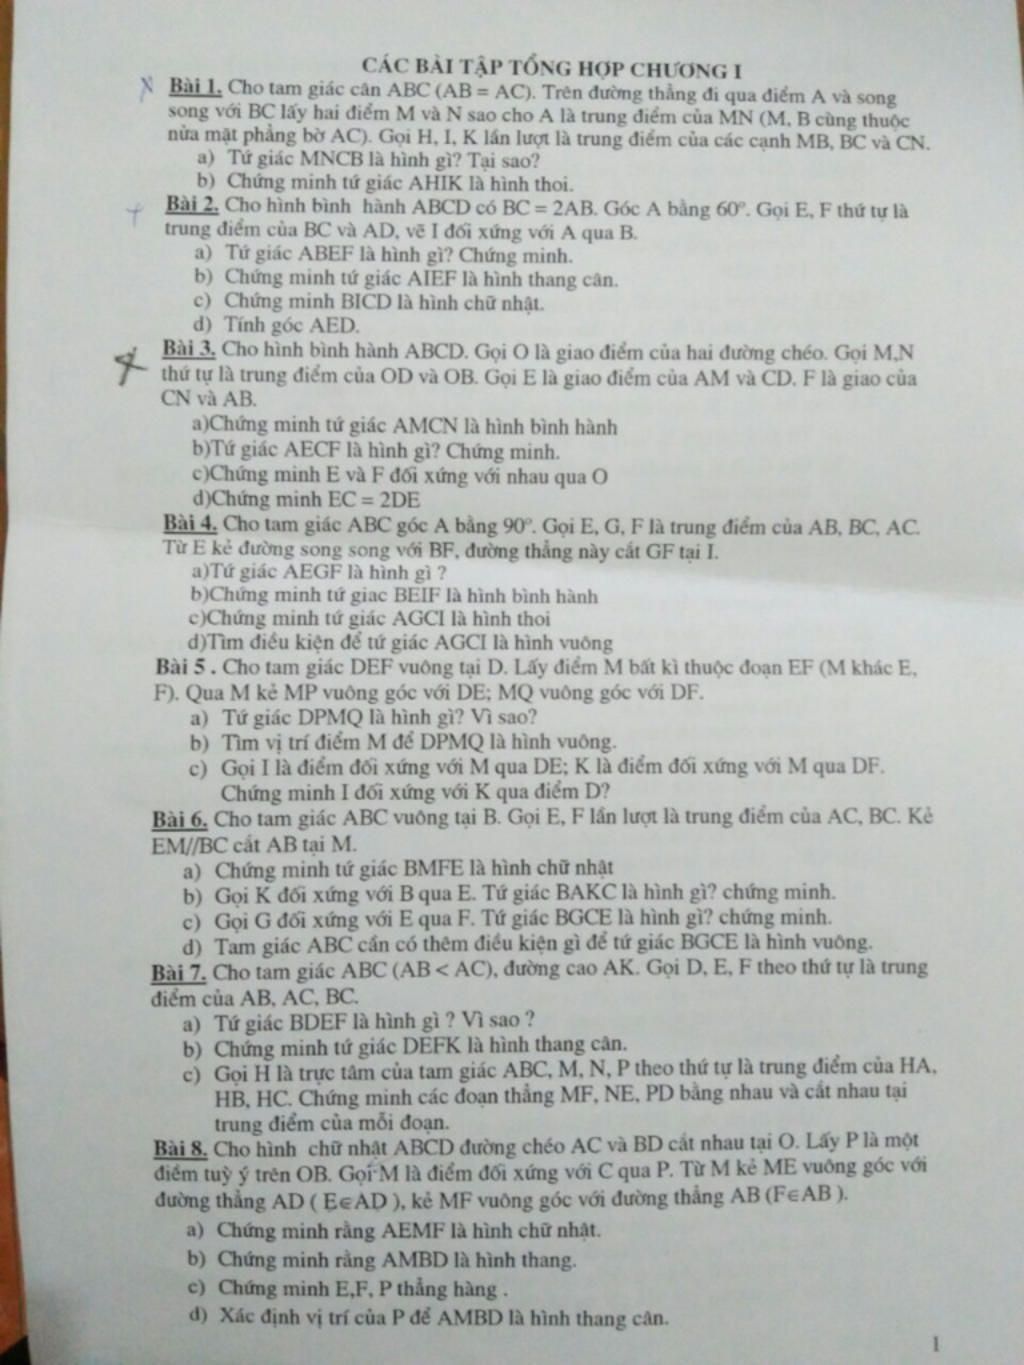 CÁC BÀI TẬP TỔNG HỢP CHƯƠNG I
Bài 1. Cho tam giác cân ABC (AB = AC). Trên đường thẳng đi qua điểm A và song
song với BC lấy hai điểm M và N sao cho A là trung điểm của MN (M, B cùng thuộc
nửa mặt phẳng bờ AC). Gọi H, I, K lần lượt là trung điểm của các cạnh MB, BC và CN.
a) Tứ giác MNCB là hình gì? Tại sao?
b) Chứng minh tứ giác AHIK là hình thoi.
Bài 2. Cho hình bình hành ABCD có BC = 2AB. Góc A bằng 60º. Gọi E, F thứ tự là
trung điểm của BC và AD, vẽ I đối xứng với A qua B.
a) Tứ giác ABEF là hình gì? Chứng minh.
b) Chứng minh tứ giác AIEF là hình thang cân.
c) Chứng minh BICD là hình chữ nhật.
d) Tính góc AED.
Bài 3. Cho hình bình hành ABCD. Gọi O là giao điểm của hai đường chéo. Gọi M,N
thứ tự là trung điểm của OD và OB. Gọi E là giao điểm của AM và CD. F là giao của
CN và AB.
a)Chứng minh tứ giác AMCN là hình bình hành
b)Tứ giác AECF là hình gì? Chứng minh.
c)Chứng minh E và F đối xứng với nhau qua O
d)Chứng minh EC = 2DE
Bài 4. Cho tam giác ABC góc A bằng 90º. Gọi E, G, F là trung điểm của AB, BC, AC.
Từ E kẻ đường song song với BF, đường thẳng này cắt GF tại I.
a)Tứ giác AEGF là hình gì ?
b)Chứng minh tứ giac BEIF là hình bình hành
c)Chứng minh tứ giác AGCI là hình thoi
d)Tìm điều kiện để tứ giác AGCI là hình vuông
Bài 5 . Cho tam giác DEF vuông tại D. Lấy điểm M bất kì thuộc đoạn EF (M khác E,
F). Qua M kẻ MP vuông góc với DE; MQ vuông góc với DF.
a) Tứ giác DPMQ là hình gì? Vì sao?
b) Tìm vị trí điểm M để DPMQ là hình vuông.
c) Gọi I là điểm đối xứng với M qua DE; K là điểm đối xứng với M qua DF.
Chứng minh I đối xứng với K qua điểm D?
Bài 6. Cho tam giác ABC vuông tại B. Gọi E, F lần lượt là trung điểm của AC, BC. Kẻ
EM//BC cắt AB tại M.
a) Chứng minh tứ giác BMFE là hình chữ nhật
b) Gọi K đối xứng với B qua E. Tứ giác BAKC là hình gì? chứng minh.
c) Gọi G đối xứng với E qua F. Tứ giác BGCE là hình gì? chứng minh.
d) Tam giác ABC cần có thêm điều kiện gì để tứ giác BGCE là hình vuông.
Bài 7. Cho tam giác ABC (AB < AC), đường cao AK. Gọi D, E, F theo thứ tự là trung
điểm của AB, AC, BC.
a) Tứ giác BDEF là hình gì ? Vì sao ?
b) Chứng minh tứ giác DEFK là hình thang cân.
c) Gọi H là trực tâm của tam giác ABC, M, N, P theo thứ tự là trung điểm của HA,
HB, HC. Chứng minh các đoạn thẳng MF, NE, PD bằng nhau và cắt nhau tại
trung điểm của mỗi đoạn.
Bài 8. Cho hình chữ nhật ABCD đường chéo AC và BD cắt nhau tại O. Lấy P là một
điểm tuỳ ý trên OB. Gọi M là điểm đối xứng với C qua P. Từ M kẻ ME vuông góc với
đường thẳng AD ( E∈AD ), kẻ MF vuông góc với đường thẳng AB (F∈AB ).
a) Chứng minh rằng AEMF là hình chữ nhật.
b) Chứng minh rằng AMBD là hình thang.
c) Chứng minh E,F, P thẳng hàng .
d) Xác định vị trí của P để AMBD là hình thang cân.
1